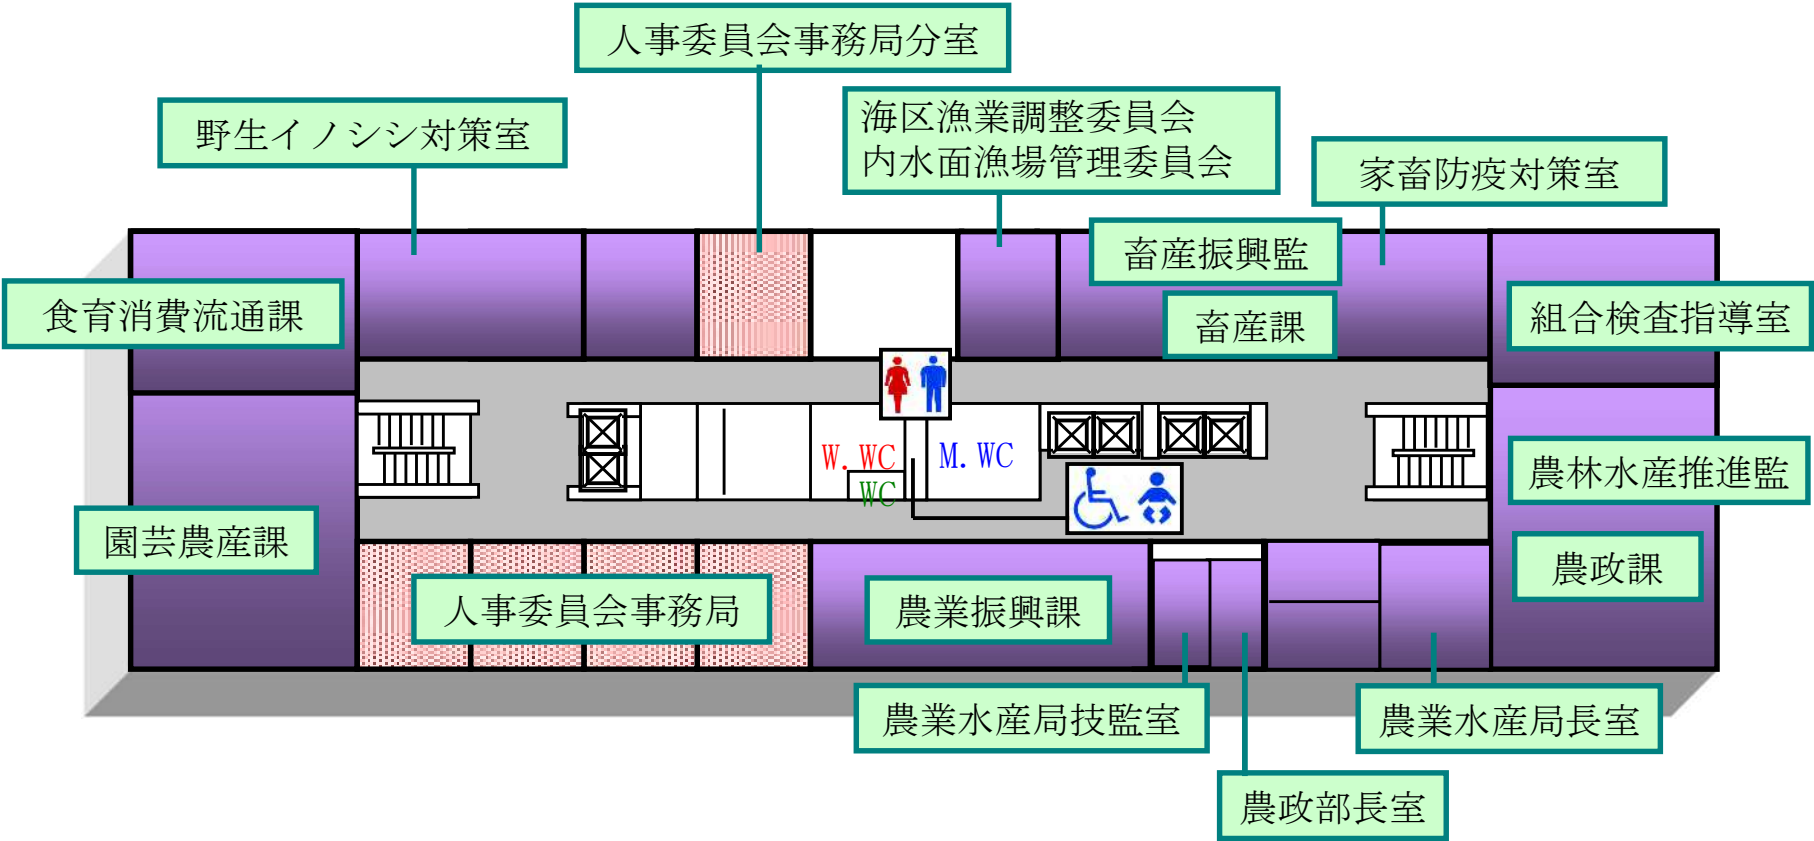 人事委員会事務局分室
野生イノシシ対策室
海区漁業調整委員会
内水面漁場管理委員会
家畜防疫対策室
畜産振興監
畜産課
食育消費流通課
組合検査指導室
W.WC
M.WC
WC
農林水産推進監
園芸農産課
農政課
人事委員会事務局
農業振興課
農業水産局技監室
農業水産局長室
農政部長室